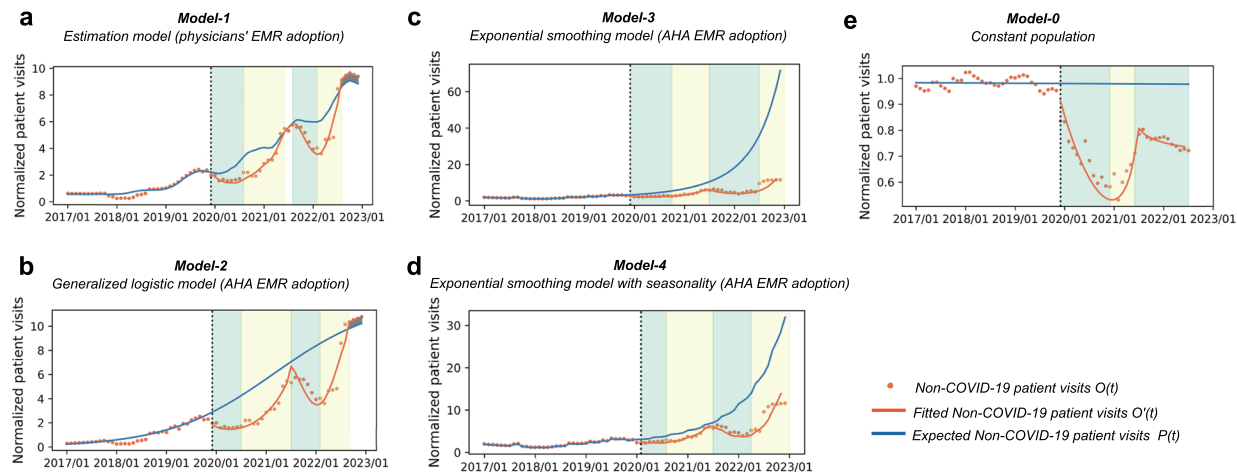 a
Model-1
Estimation model (physicians' EMR adoption)
Normalized patient visits
10
8
6
4
2
0
2017/01 2018/01 2019/01 2020/01 2021/01 2022/01 2023/01
c
Model-3
Exponential smoothing model (AHA EMR adoption)
Normalized patient visits
60
40
20
0
2017/01 2018/01 2019/01 2020/01 2021/01 2022/01 2023/01
e
Model-0
Constant population
Normalized patient visits
1.0
0.9
0.8
0.7
0.6
2017/01 2018/01 2019/01 2020/01 2021/01 2022/01 2023/01
b
Model-2
Generalized logistic model (AHA EMR adoption)
Normalized patient visits
10
8
6
4
2
0
2017/01 2018/01 2019/01 2020/01 2021/01 2022/01 2023/01
d
Model-4
Exponential smoothing model with seasonality (AHA EMR adoption)
Normalized patient visits
30
20
10
0
2017/01 2018/01 2019/01 2020/01 2021/01 2022/01 2023/01
Non-COVID-19 patient visits O(t)
Fitted Non-COVID-19 patient visits O'(t)
Expected Non-COVID-19 patient visits P(t)